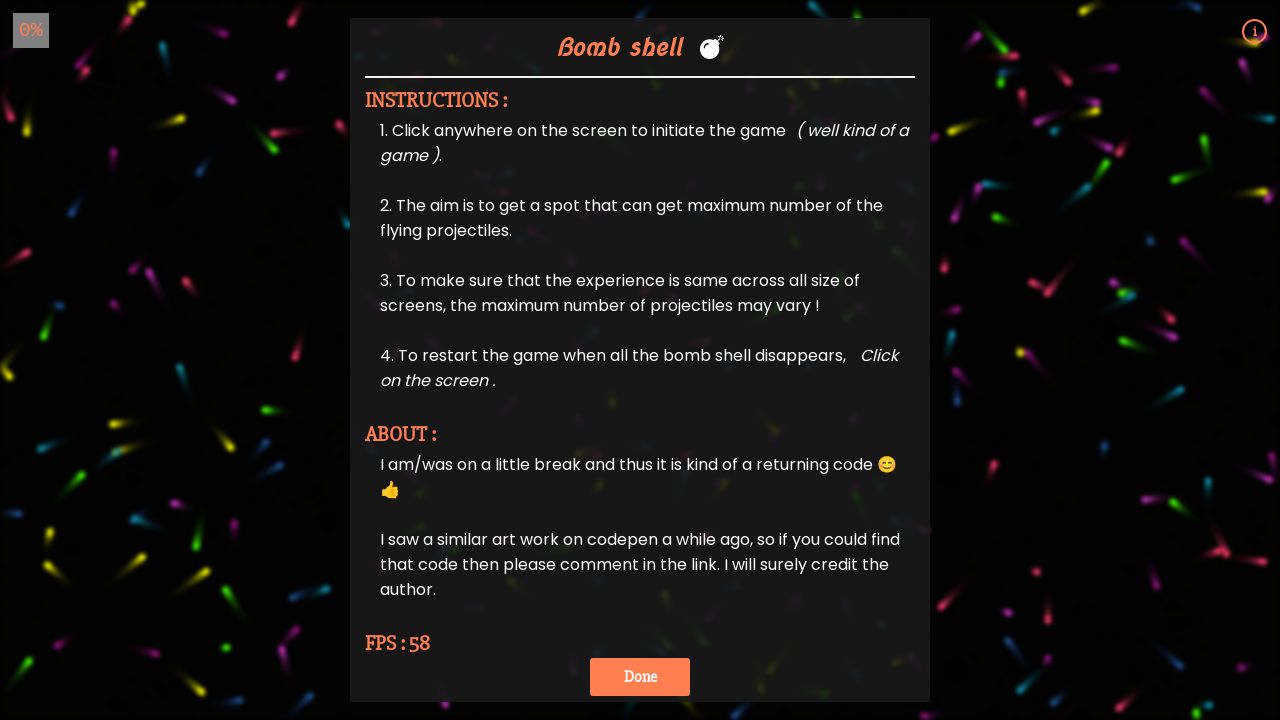 0%
Bomb shell 💣
i
INSTRUCTIONS :
1. Click anywhere on the screen to initiate the game ( well kind of a
game ).
2. The aim is to get a spot that can get maximum number of the
flying projectiles.
3. To make sure that the experience is same across all size of
screens, the maximum number of projectiles may vary !
4. To restart the game when all the bomb shell disappears, Click
on the screen .
ABOUT :
I am/was on a little break and thus it is kind of a returning code 😊
👍
I saw a similar art work on codepen a while ago, so if you could find
that code then please comment in the link. I will surely credit the
author.
FPS : 58
Done